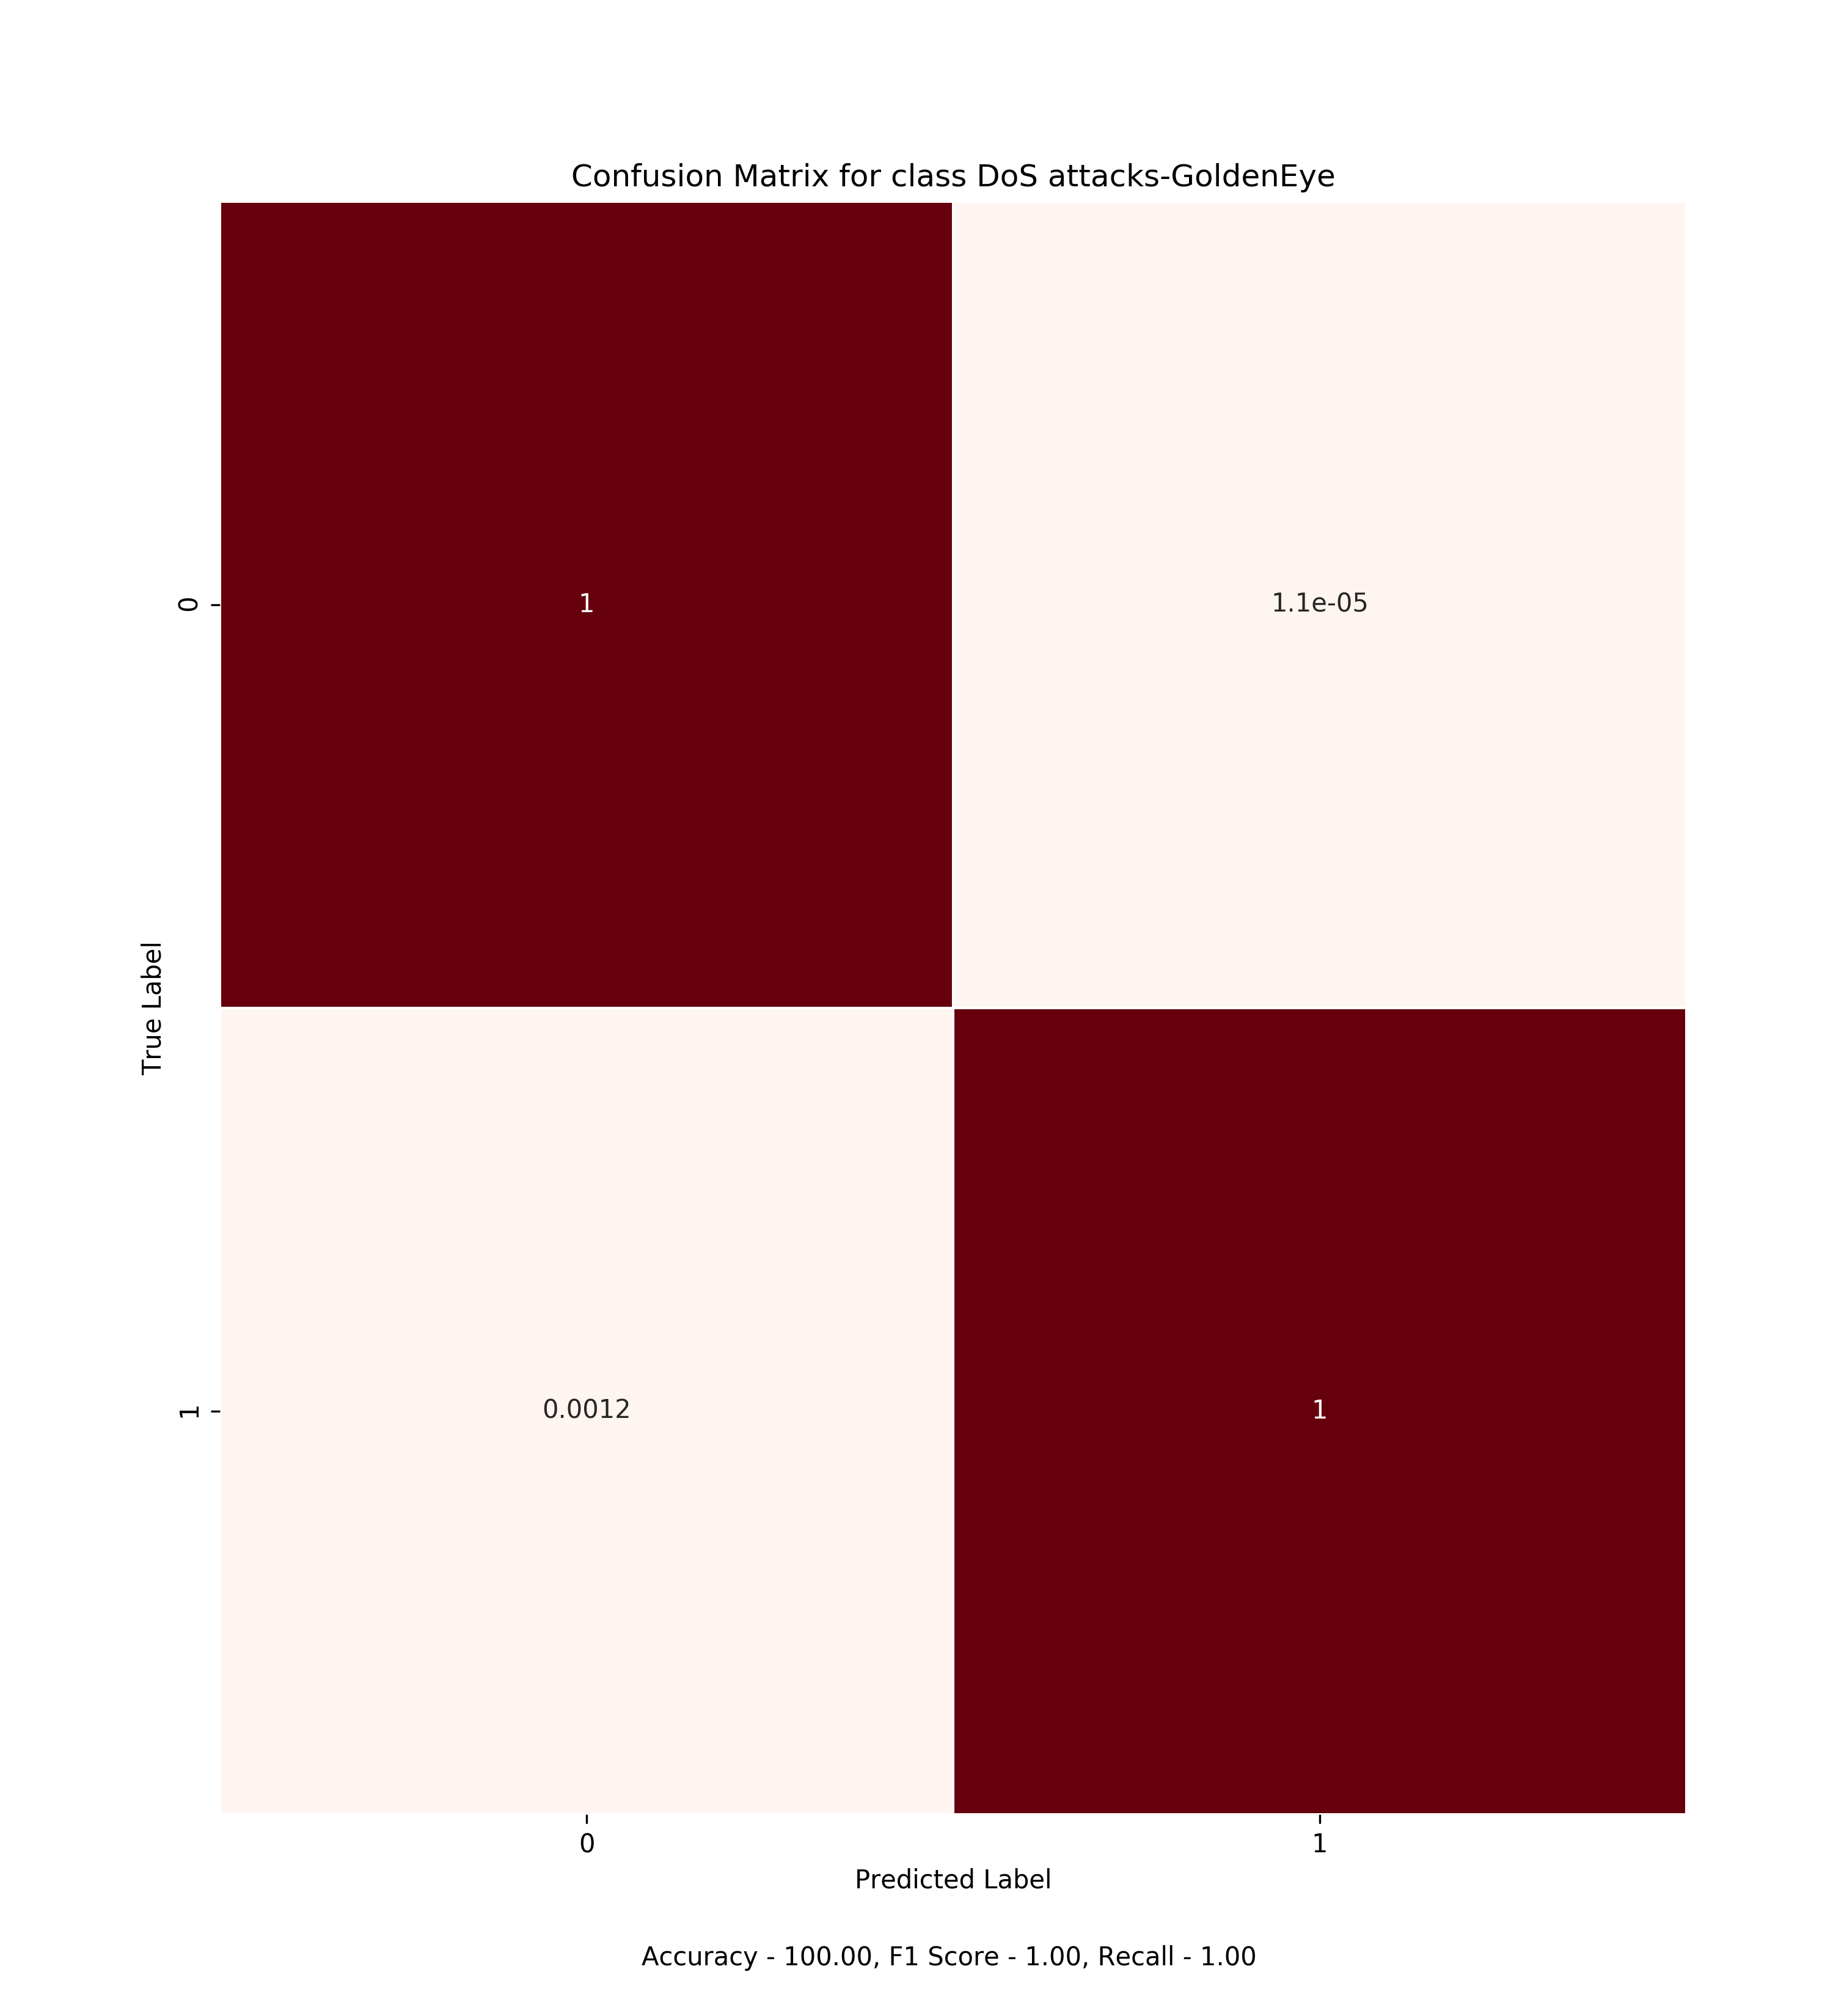 Confusion Matrix for class DoS attacks-GoldenEye
0
1
1.1e-05
True Label
1
0.0012
1
0
1
Predicted Label
Accuracy - 100.00, F1 Score - 1.00, Recall - 1.00